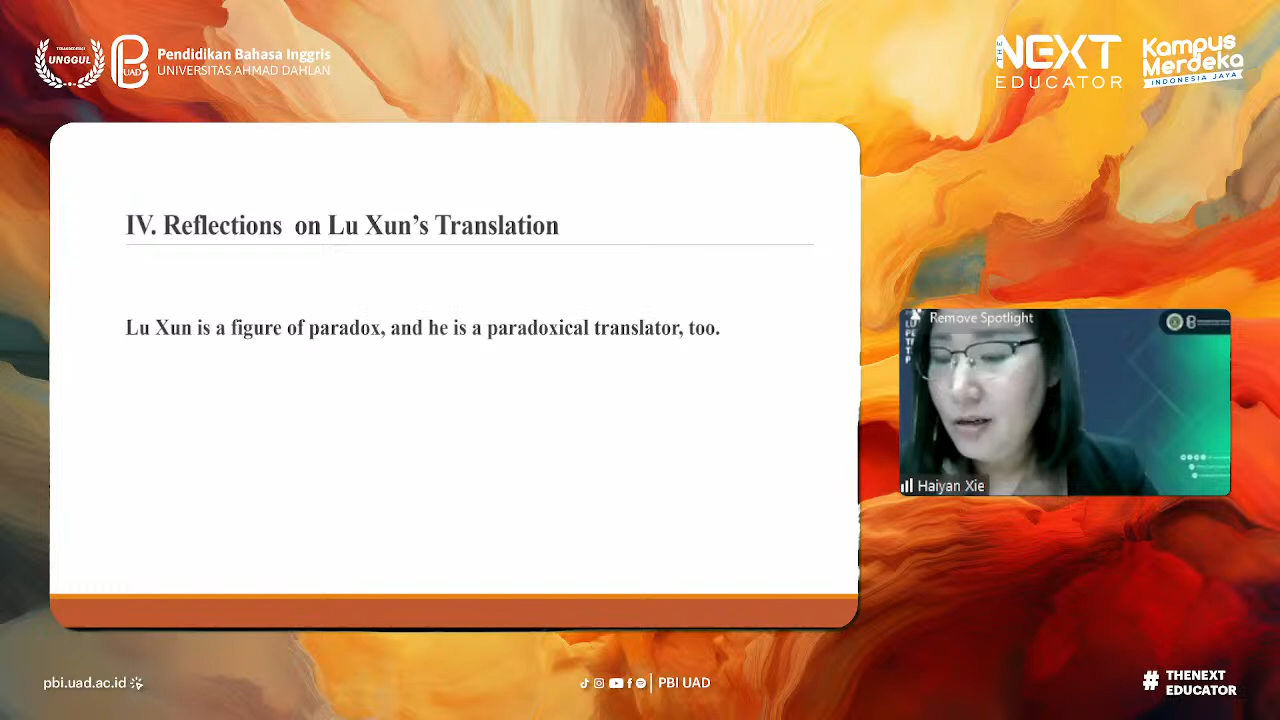 TERAKREDITASI
UNGGUL
UAD
Pendidikan Bahasa Inggris
UNIVERSITAS AHMAD DAHLAN
THE NEXT
EDUCATOR
Kampus
Merdeka
INDONESIA JAYA
IV. Reflections on Lu Xun’s Translation
Lu Xun is a figure of paradox, and he is a paradoxical translator, too.
Remove Spotlight
Haiyan Xie
pbi.uad.ac.id
PBI UAD
# THENEXT
EDUCATOR